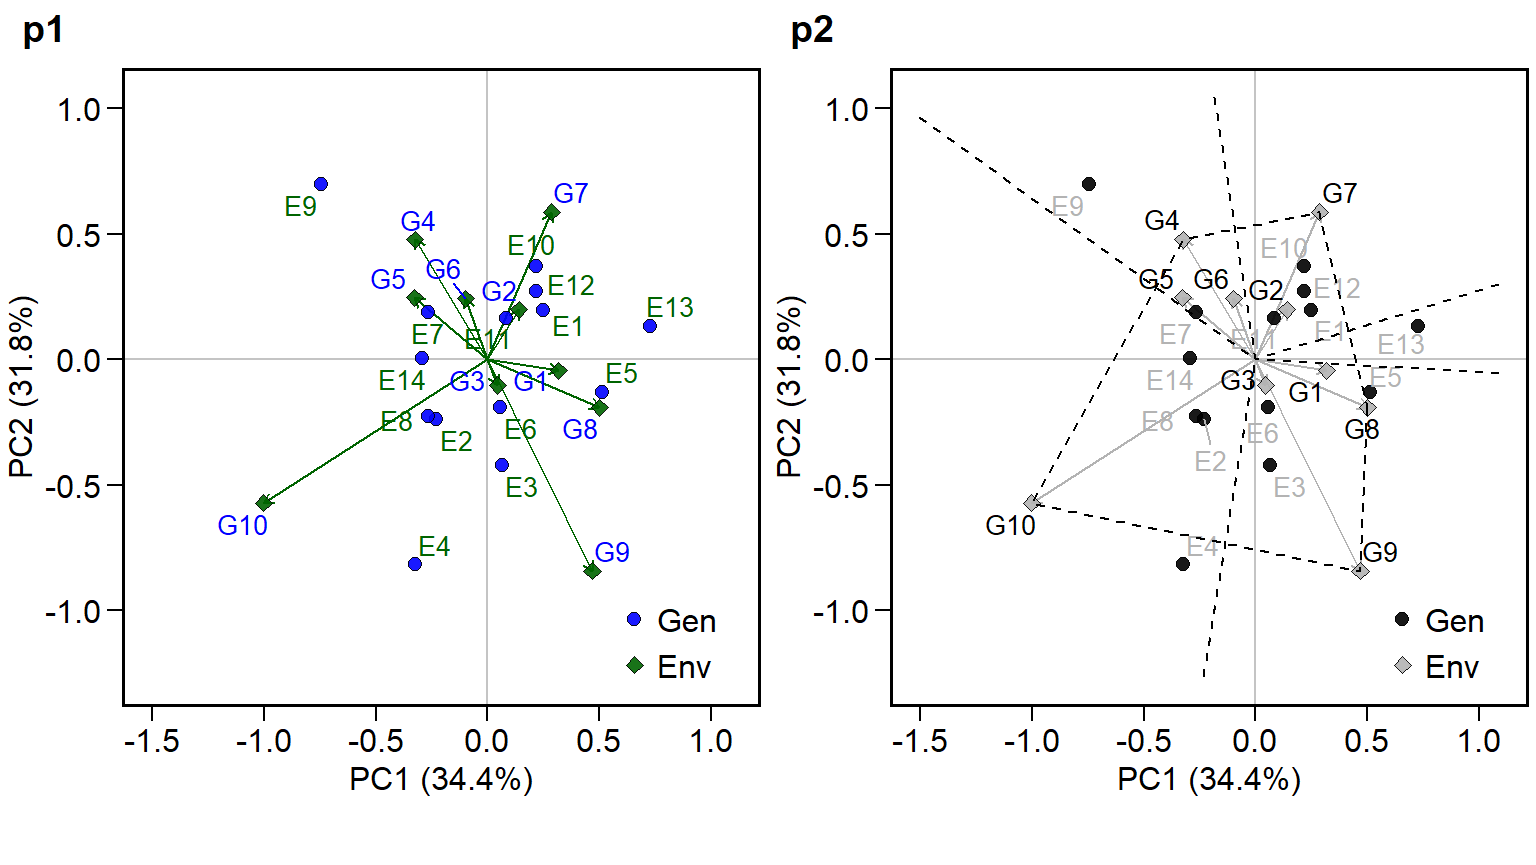 p1
1.0
0.5
0.0
-0.5
-1.0
PC2 (31.8%)
E9
G7
G4
E10
G6
G5
G2
E12
E13
E7
E11
E1
E14
G3
G1
E5
E8
E2
E6
G8
E3
G10
E4
G9
Gen
Env
-1.5
-1.0
-0.5
0.0
0.5
1.0
PC1 (34.4%)
p2
1.0
0.5
0.0
-0.5
-1.0
PC2 (31.8%)
E9
G7
G4
E10
G5
G6
G2
E12
E7
E11
E1
E13
E14
G3
G1
E5
E8
E6
G8
E2
E3
G10
E4
G9
Gen
Env
-1.5
-1.0
-0.5
0.0
0.5
1.0
PC1 (34.4%)